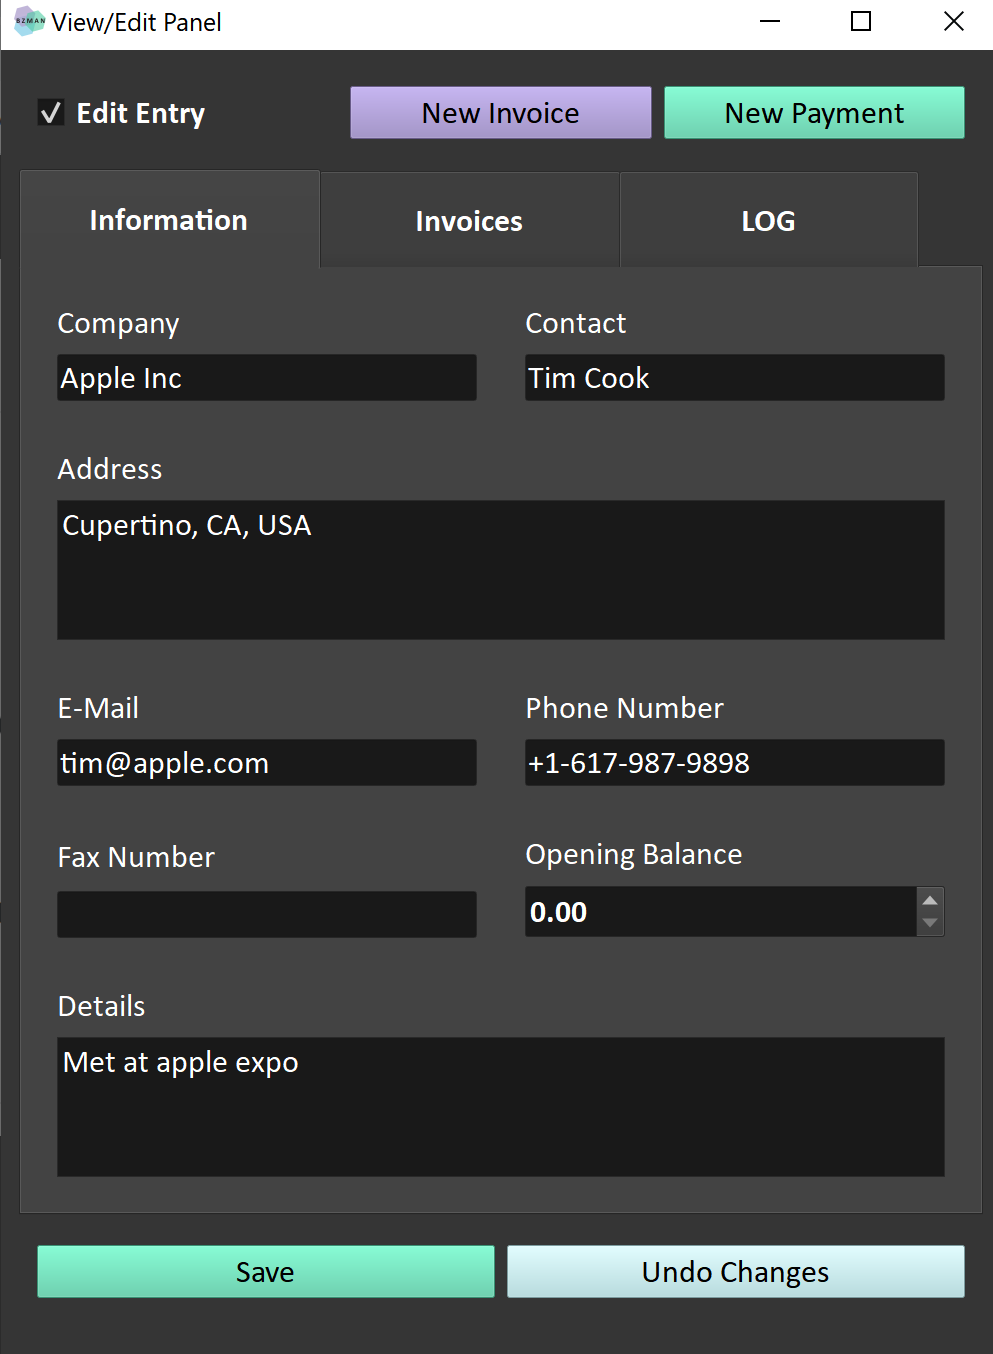 BZMAN View/Edit Panel
Edit Entry New Invoice New Payment
Information Invoices LOG
Company Contact
Apple Inc Tim Cook
Address
Cupertino, CA, USA
E-Mail Phone Number
tim@apple.com +1-617-987-9898
Fax Number Opening Balance
0.00
Details
Met at apple expo
Save Undo Changes